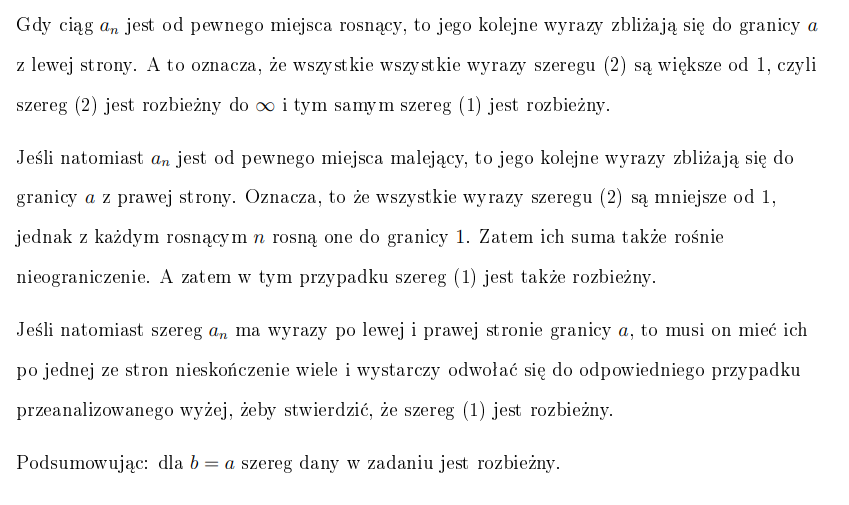 Gdy ciąg aₙ jest od pewnego miejsca rosnący, to jego kolejne wyrazy zbliżają się do granicy a
z lewej strony. A to oznacza, że wszystkie wszystkie wyrazy szeregu (2) są większe od 1, czyli
szereg (2) jest rozbieżny do ∞ i tym samym szereg (1) jest rozbieżny.
Jeśli natomiast aₙ jest od pewnego miejsca malejący, to jego kolejne wyrazy zbliżają się do
granicy a z prawej strony. Oznacza, to że wszystkie wyrazy szeregu (2) są mniejsze od 1,
jednak z każdym rosnącym n rosną one do granicy 1. Zatem ich suma także rośnie
nieograniczenie. A zatem w tym przypadku szereg (1) jest także rozbieżny.
Jeśli natomiast szereg aₙ ma wyrazy po lewej i prawej stronie granicy a, to musi on mieć ich
po jednej ze stron nieskończenie wiele i wystarczy odwołać się do odpowiedniego przypadku
przeanalizowanego wyżej, żeby stwierdzić, że szereg (1) jest rozbieżny.
Podsumowując: dla b = a szereg dany w zadaniu jest rozbieżny.